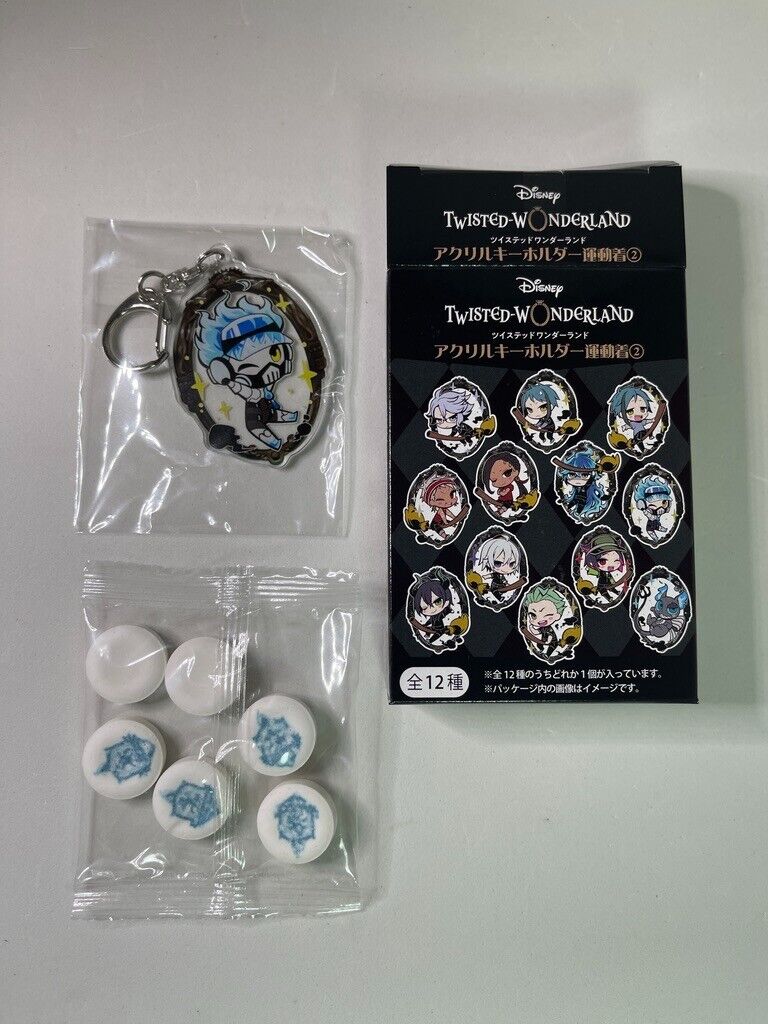 Disney
TWISTED-WONDERLAND
ツイステッドワンダーランド
アクリルキーホルダー運動着②
Disney
TWISTED-WONDERLAND
ツイステッドワンダーランド
アクリルキーホルダー運動着②
全12種
※全12種のうちどれか1個が入っています。
※パッケージ内の画像はイメージです。